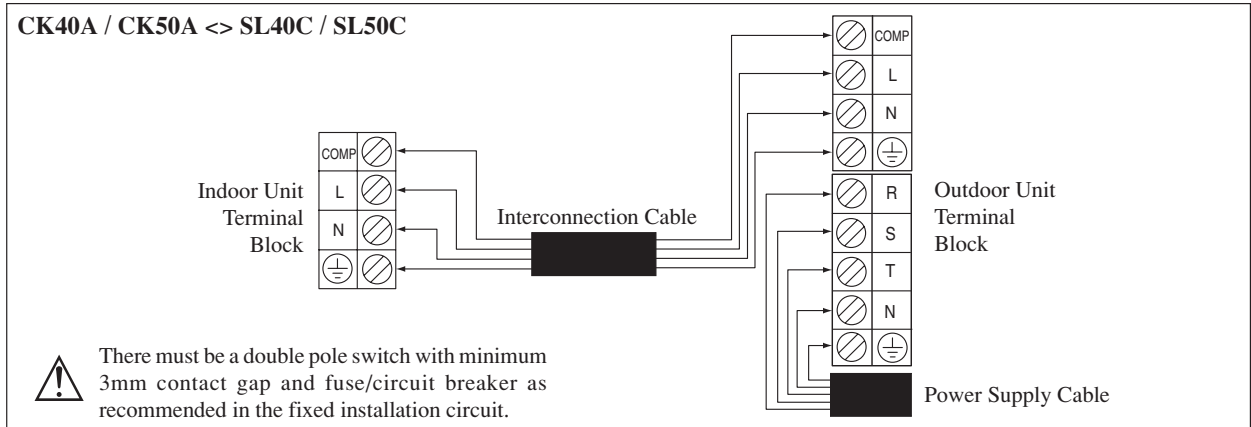 CK40A / CK50A <> SL40C / SL50C
COMP
L
N
Indoor Unit
Terminal
Block
Interconnection Cable
COMP
L
N
R
S
T
N
Outdoor Unit
Terminal
Block
Power Supply Cable
There must be a double pole switch with minimum
3mm contact gap and fuse/circuit breaker as
recommended in the fixed installation circuit.